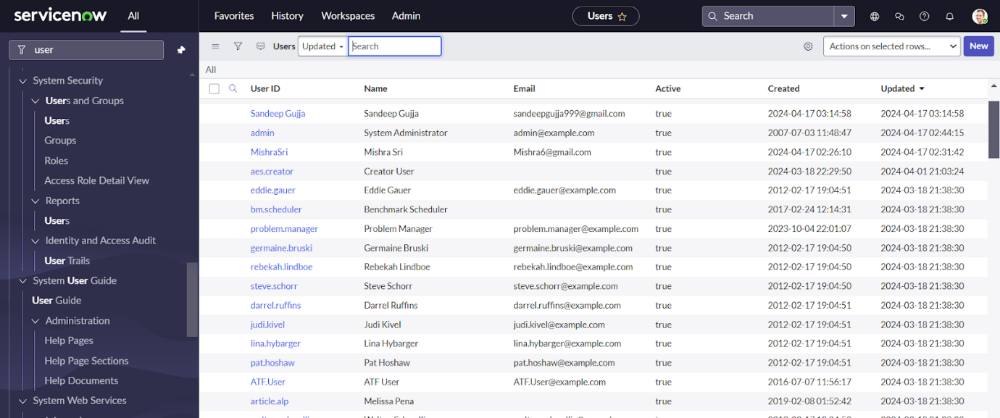 servicenow All Favorites History Workspaces Admin Users Search
user
System Security
Users and Groups
Users
Groups
Roles
Access Role Detail View
Reports
Users
Identity and Access Audit
User Trails
System User Guide
User Guide
Administration
Help Pages
Help Page Sections
Help Documents
System Web Services
Users Updated Search Actions on selected rows... New
All
User ID Name Email Active Created Updated
Sandeep Gujja Sandeep Gujja sandeepgujja999@gmail.com true 2024-04-17 03:14:58 2024-04-17 03:14:58
admin System Administrator admin@example.com true 2007-07-03 11:48:47 2024-04-17 02:44:15
MishraSri Mishra Sri Mishra6@gmail.com true 2024-04-17 02:26:10 2024-04-17 02:31:42
aes.creator Creator User true 2024-03-18 22:29:50 2024-04-01 21:03:24
eddie.gauer Eddie Gauer eddie.gauer@example.com true 2012-02-17 19:04:51 2024-03-18 21:38:30
bm.scheduler Benchmark Scheduler true 2017-02-24 12:14:31 2024-03-18 21:38:30
problem.manager Problem Manager problem.manager@example.com true 2023-10-04 22:01:07 2024-03-18 21:38:30
germaine.bruski Germaine Bruski germaine.bruski@example.com true 2012-02-17 19:04:50 2024-03-18 21:38:30
rebekah.lindboe Rebekah Lindboe rebekah.lindboe@example.com true 2012-02-17 19:04:50 2024-03-18 21:38:30
steve.schorr Steve Schorr steve.schorr@example.com true 2012-02-17 19:04:50 2024-03-18 21:38:30
darrel.ruffins Darrel Ruffins darrel.ruffins@example.com true 2012-02-17 19:04:51 2024-03-18 21:38:30
judi.kivel Judi Kivel judi.kivel@example.com true 2012-02-17 19:04:51 2024-03-18 21:38:30
lina.hybarger Lina Hybarger lina.hybarger@example.com true 2012-02-17 19:04:51 2024-03-18 21:38:30
pat.hoshaw Pat Hoshaw pat.hoshaw@example.com true 2012-02-17 19:04:51 2024-03-18 21:38:30
ATF.User ATF User ATF.User@example.com true 2016-07-07 11:56:17 2024-03-18 21:38:30
article.alp Melissa Pena true 2019-02-08 01:52:42 2024-03-18 21:38:30